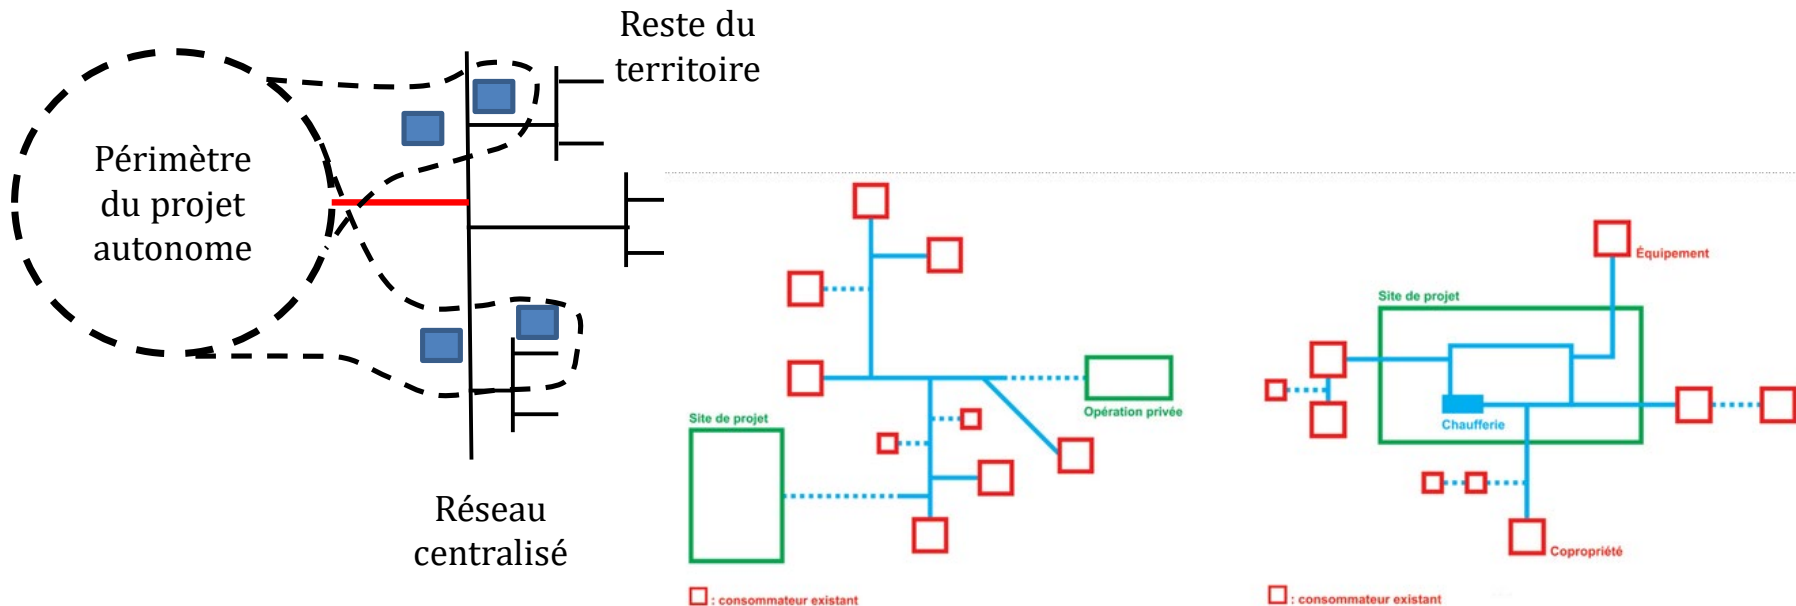 Reste du
territoire
Périmètre
du projet
autonome
Réseau
centralisé
Site de projet
Opération privée
: consommateur existant
Équipement
Site de projet
Chaufferie
Copropriété
: consommateur existant